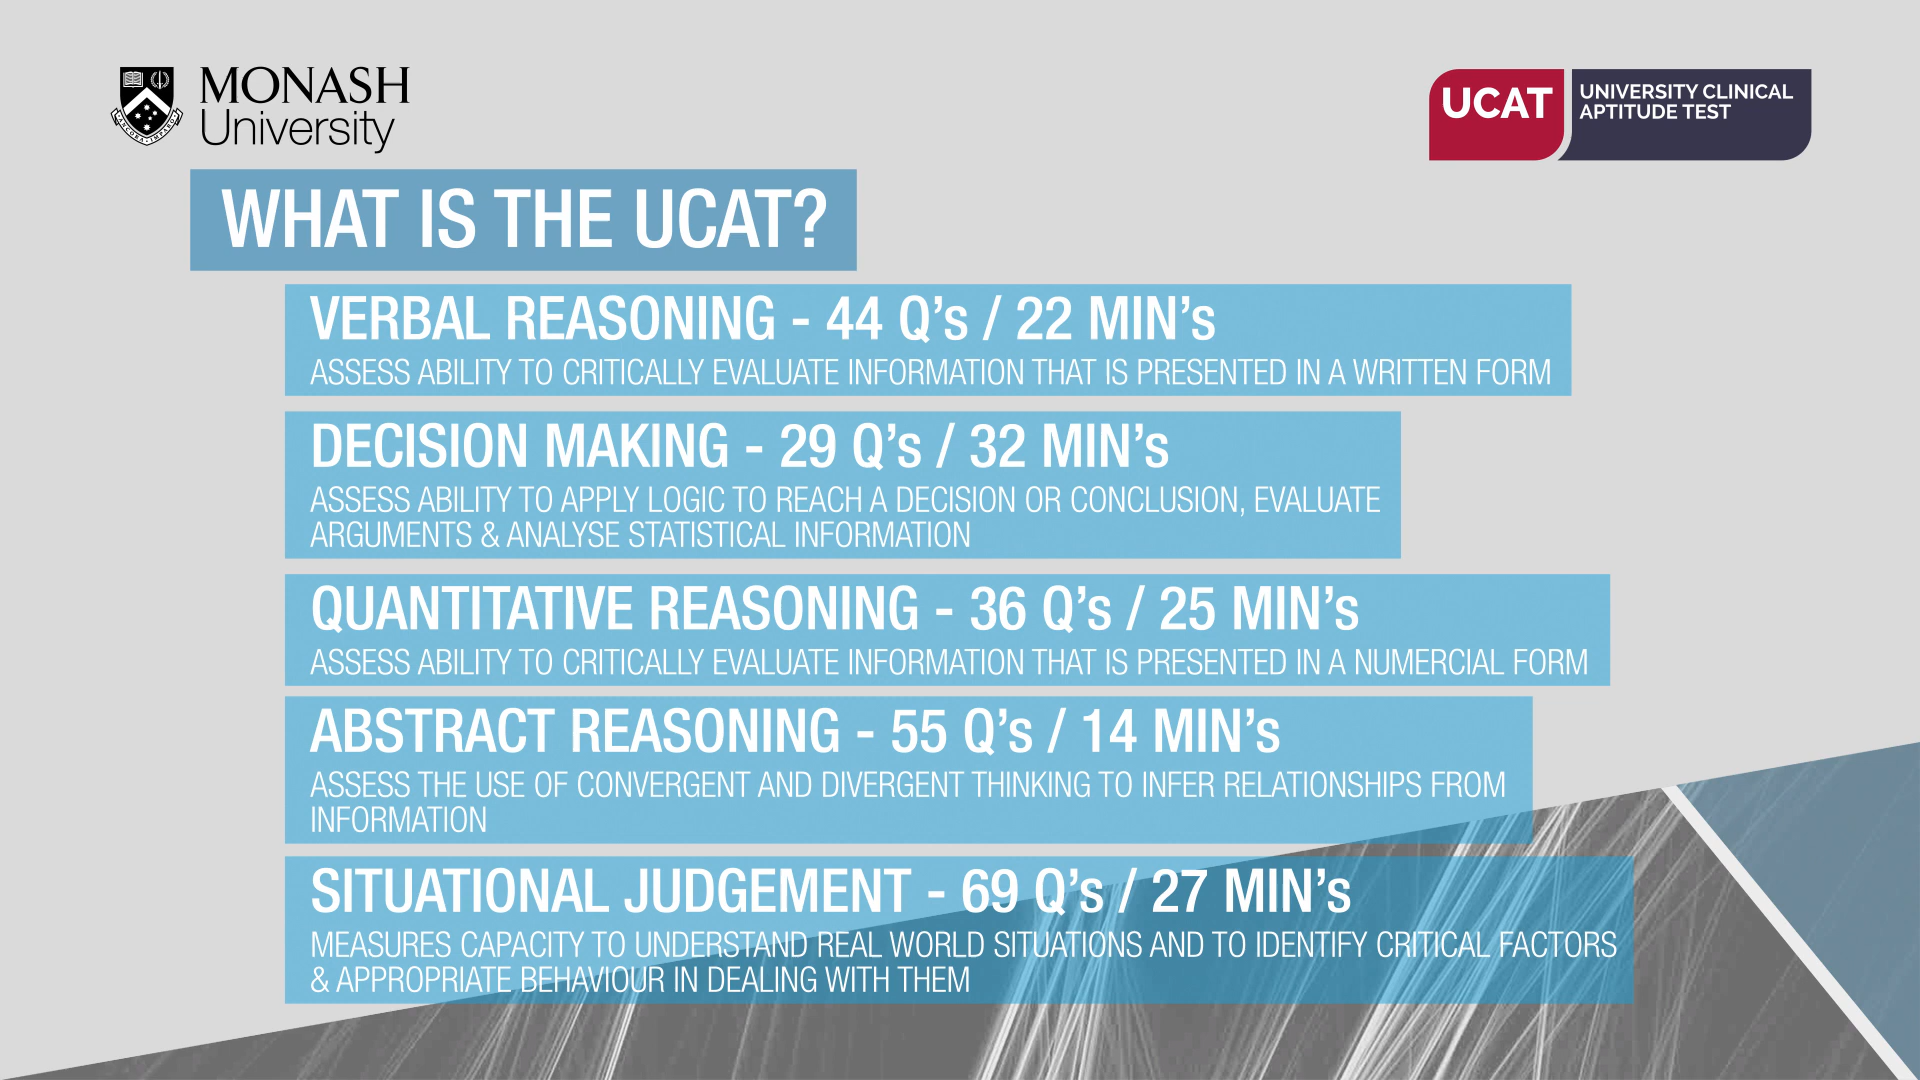 MONASH
University
UCAT
UNIVERSITY CLINICAL
APTITUDE TEST
WHAT IS THE UCAT?
VERBAL REASONING - 44 Q's / 22 MIN's
ASSESS ABILITY TO CRITICALLY EVALUATE INFORMATION THAT IS PRESENTED IN A WRITTEN FORM
DECISION MAKING - 29 Q's / 32 MIN's
ASSESS ABILITY TO APPLY LOGIC TO REACH A DECISION OR CONCLUSION, EVALUATE
ARGUMENTS & ANALYSE STATISTICAL INFORMATION
QUANTITATIVE REASONING - 36 Q's / 25 MIN's
ASSESS ABILITY TO CRITICALLY EVALUATE INFORMATION THAT IS PRESENTED IN A NUMERCIAL FORM
ABSTRACT REASONING - 55 Q's / 14 MIN's
ASSESS THE USE OF CONVERGENT AND DIVERGENT THINKING TO INFER RELATIONSHIPS FROM
INFORMATION
SITUATIONAL JUDGEMENT - 69 Q's / 27 MIN's
MEASURES CAPACITY TO UNDERSTAND REAL WORLD SITUATIONS AND TO IDENTIFY CRITICAL FACTORS
& APPROPRIATE BEHAVIOUR IN DEALING WITH THEM